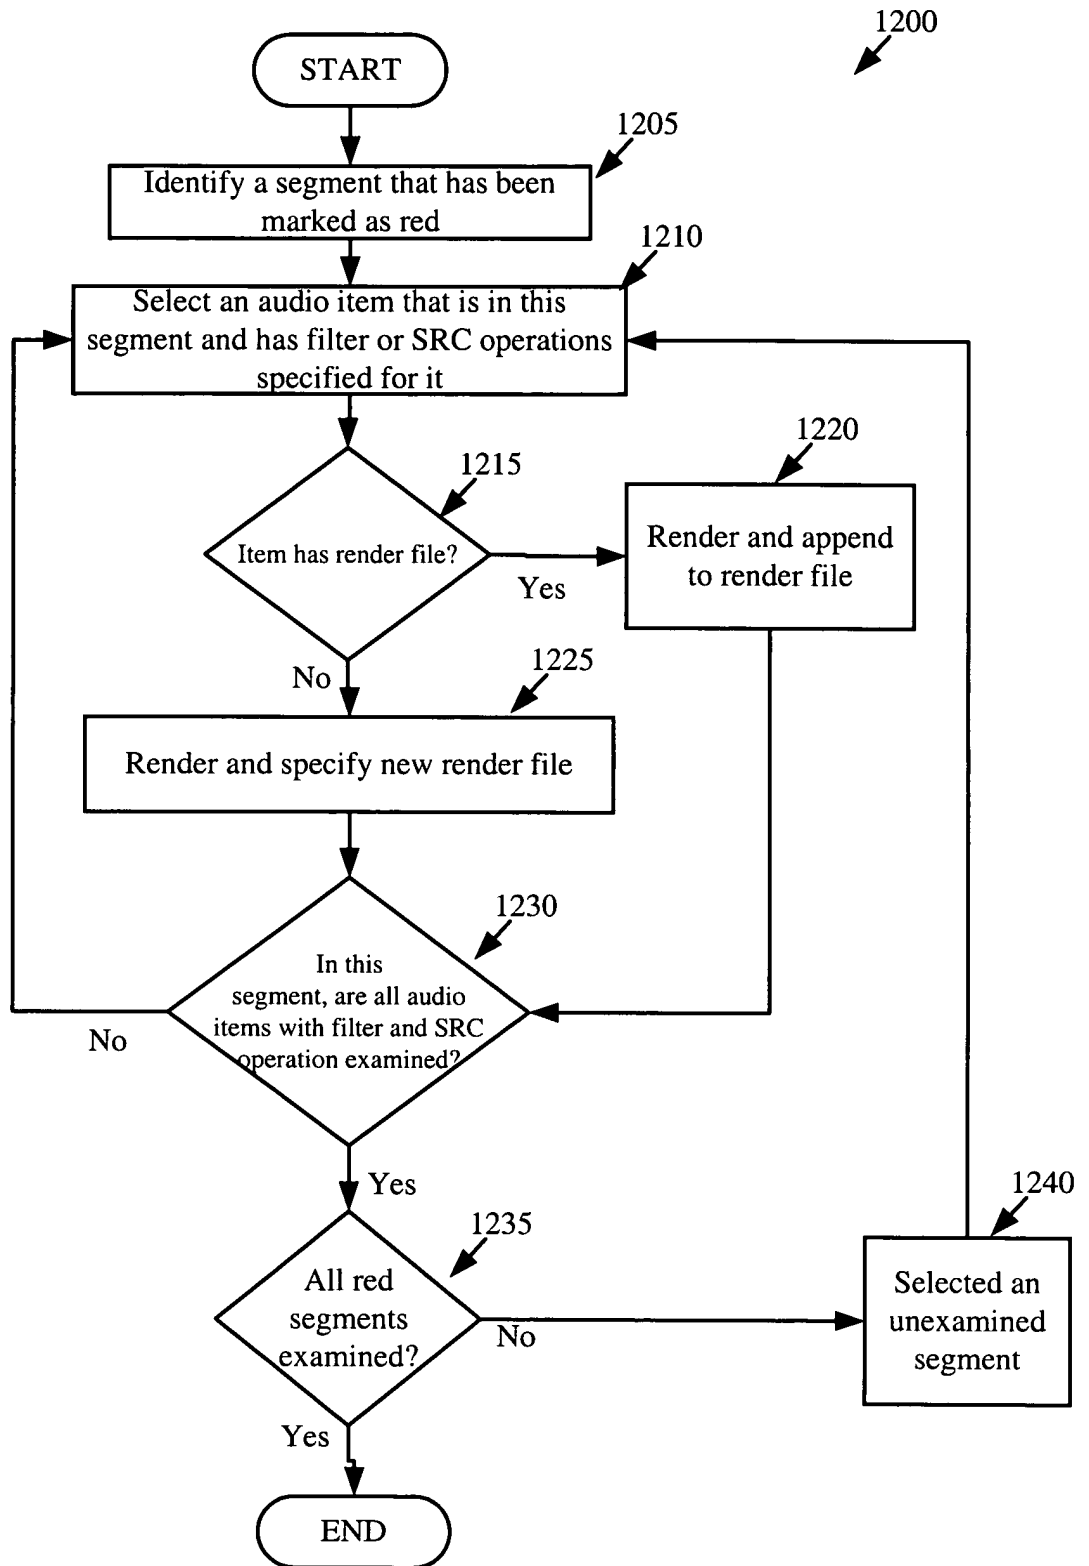 1200
START
1205
Identify a segment that has been
marked as red
1210
Select an audio item that is in this
segment and has filter or SRC operations
specified for it
1215
Item has render file?
Yes
1220
Render and append
to render file
No
1225
Render and specify new render file
1230
In this
segment, are all audio
items with filter and SRC
operation examined?
No
Yes
1235
All red
segments
examined?
No
1240
Selected an
unexamined
segment
Yes
END